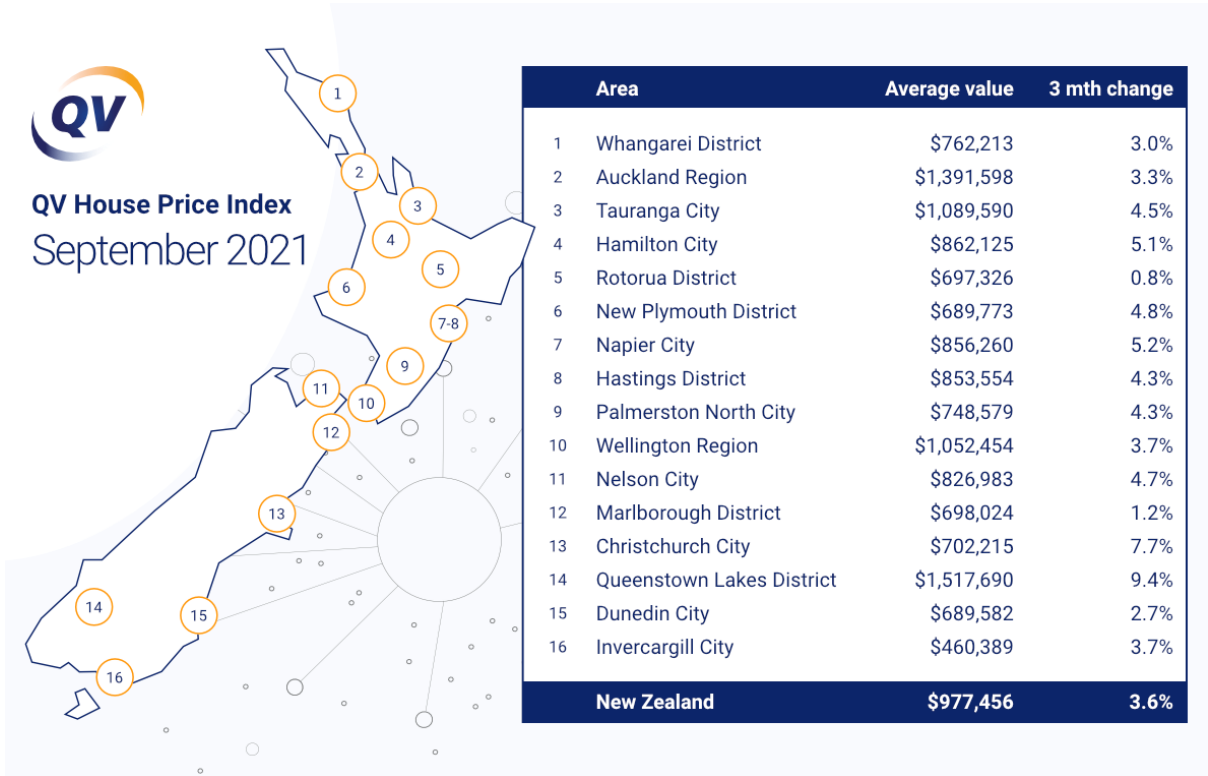 QV
QV House Price Index
September 2021
1
2
3
4
5
6
7-8
9
10
11
12
13
14
15
16
Area Average value 3 mth change
1 Whangarei District $762,213 3.0%
2 Auckland Region $1,391,598 3.3%
3 Tauranga City $1,089,590 4.5%
4 Hamilton City $862,125 5.1%
5 Rotorua District $697,326 0.8%
6 New Plymouth District $689,773 4.8%
7 Napier City $856,260 5.2%
8 Hastings District $853,554 4.3%
9 Palmerston North City $748,579 4.3%
10 Wellington Region $1,052,454 3.7%
11 Nelson City $826,983 4.7%
12 Marlborough District $698,024 1.2%
13 Christchurch City $702,215 7.7%
14 Queenstown Lakes District $1,517,690 9.4%
15 Dunedin City $689,582 2.7%
16 Invercargill City $460,389 3.7%
New Zealand $977,456 3.6%